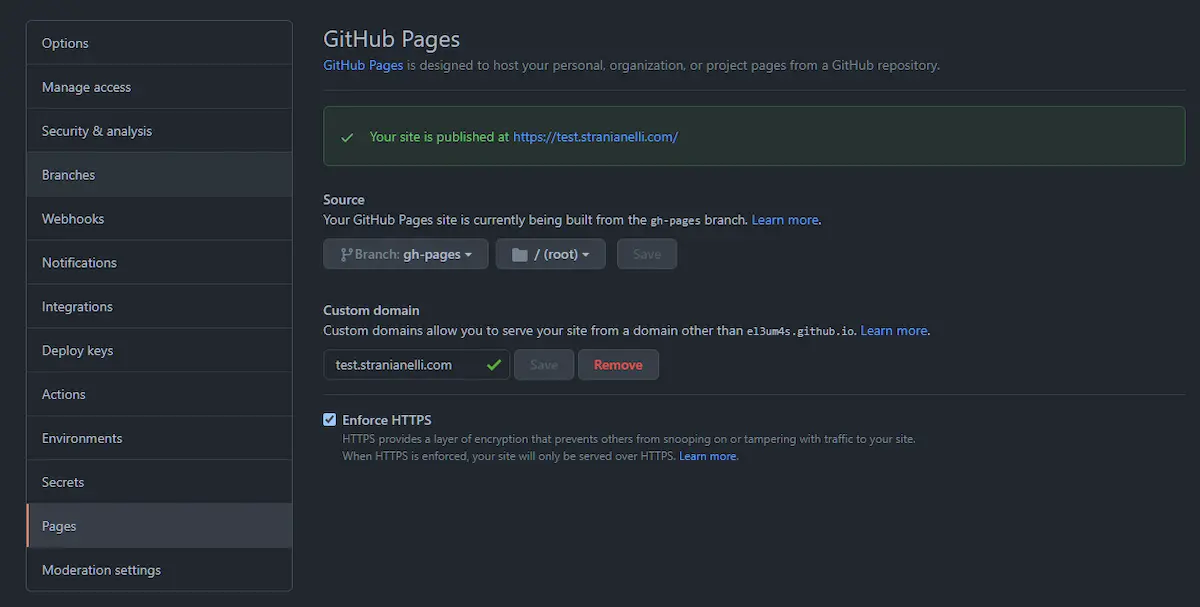 Options
Manage access
Security & analysis
Branches
Webhooks
Notifications
Integrations
Deploy keys
Actions
Environments
Secrets
Pages
Moderation settings
GitHub Pages
GitHub Pages is designed to host your personal, organization, or project pages from a GitHub repository.
Your site is published at https://test.stranianelli.com/
Source
Your GitHub Pages site is currently being built from the gh-pages branch. Learn more.
Branch: gh-pages / (root) Save
Custom domain
Custom domains allow you to serve your site from a domain other than el3um4s.github.io. Learn more.
test.stranianelli.com Save Remove
Enforce HTTPS
HTTPS provides a layer of encryption that prevents others from snooping on or tampering with traffic to your site.
When HTTPS is enforced, your site will only be served over HTTPS. Learn more.